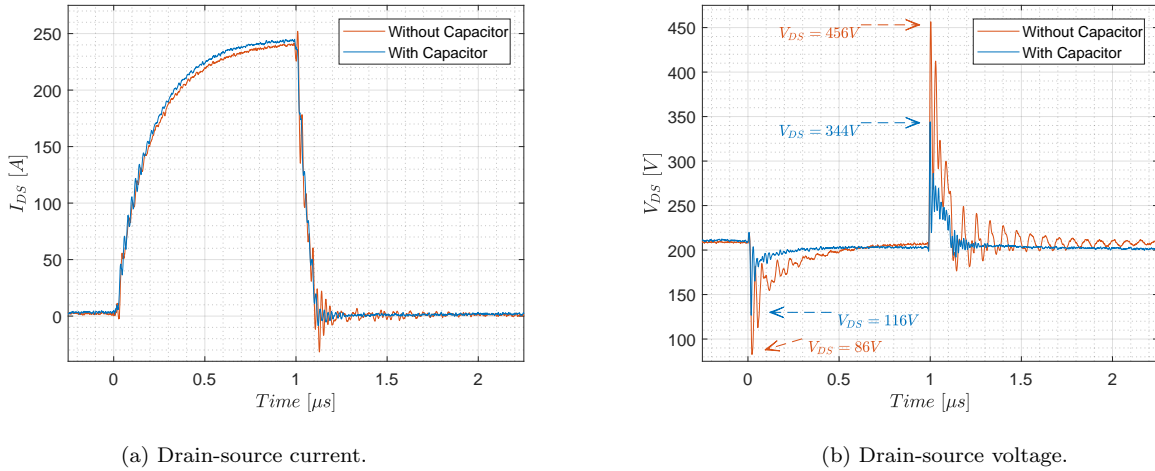 250
200
150
100
50
0
0
0.5
1
1.5
2
I_{DS} [A]
Time [μs]
Without Capacitor
With Capacitor
(a) Drain-source current.
450
400
350
300
250
200
150
100
0
0.5
1
1.5
2
V_{DS} [V]
Time [μs]
Without Capacitor
With Capacitor
V_{DS} = 456V
V_{DS} = 344V
V_{DS} = 116V
V_{DS} = 86V
(b) Drain-source voltage.